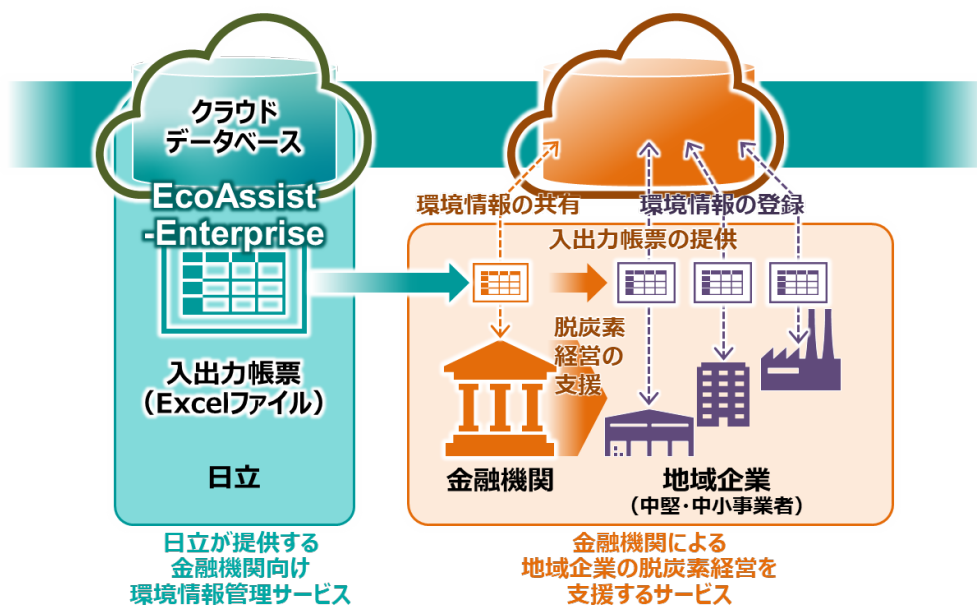 クラウド
データベース
EcoAssist
-Enterprise
入出力帳票
（Excelファイル）
日立
日立が提供する
金融機関向け
環境情報管理サービス
環境情報の共有
環境情報の登録
入出力帳票の提供
脱炭素
経営の
支援
金融機関
地域企業
（中堅・中小事業者）
金融機関による
地域企業の脱炭素経営を
支援するサービス